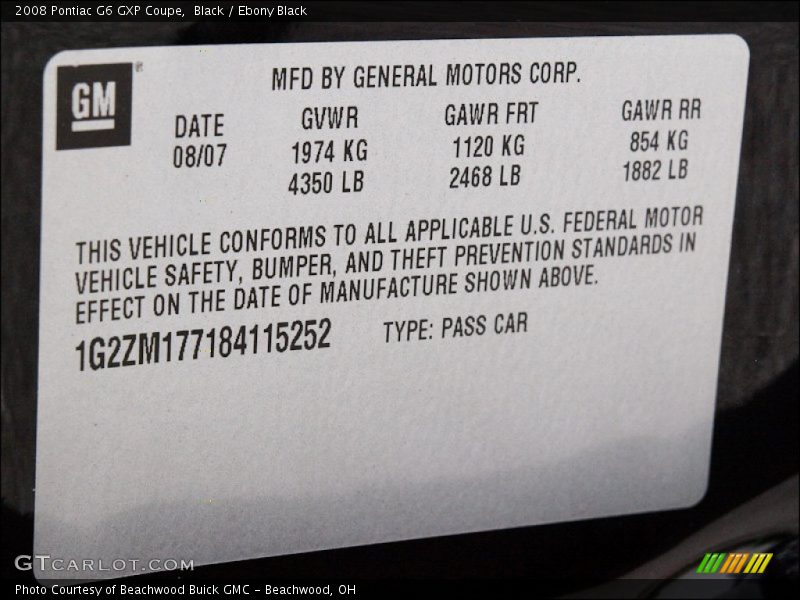 2008 Pontiac G6 GXP Coupe,  Black / Ebony Black
GM®
MFD BY GENERAL MOTORS CORP.
DATE GVWR GAWR FRT GAWR RR
08/07 1974 KG 1120 KG 854 KG
4350 LB 2468 LB 1882 LB
THIS VEHICLE CONFORMS TO ALL APPLICABLE U.S. FEDERAL MOTOR
VEHICLE SAFETY, BUMPER, AND THEFT PREVENTION STANDARDS IN
EFFECT ON THE DATE OF MANUFACTURE SHOWN ABOVE.
1G2ZM177184115252 TYPE: PASS CAR
GTcarlot.com
Photo Courtesy of Beachwood Buick GMC - Beachwood, OH